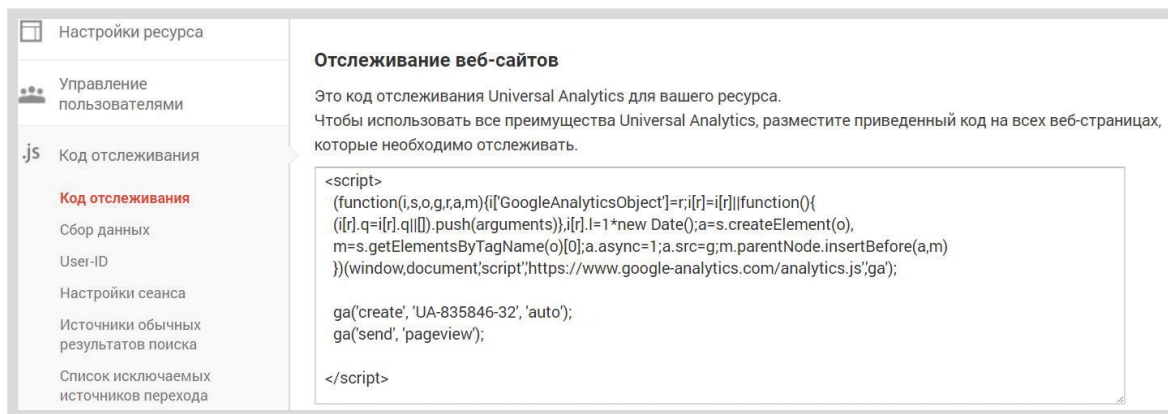 Настройки ресурса
Управление
пользователями
.js Код отслеживания
Код отслеживания
Сбор данных
User-ID
Настройки сеанса
Источники обычных
результатов поиска
Список исключаемых
источников перехода
Отслеживание веб-сайтов
Это код отслеживания Universal Analytics для вашего ресурса.
Чтобы использовать все преимущества Universal Analytics, разместите приведенный код на всех веб-страницах,
которые необходимо отслеживать.
<script>
(function(i,s,o,g,r,a,m){i['GoogleAnalyticsObject']=r;i[r]=i[r]||function(){
(i[r].q=i[r].q||[]).push(arguments)},i[r].l=1*new Date();a=s.createElement(o),
m=s.getElementsByTagName(o)[0];a.async=1;a.src=g;m.parentNode.insertBefore(a,m)
})(window,document,'script','https://www.google-analytics.com/analytics.js','ga');
ga('create', 'UA-835846-32', 'auto');
ga('send', 'pageview');
</script>